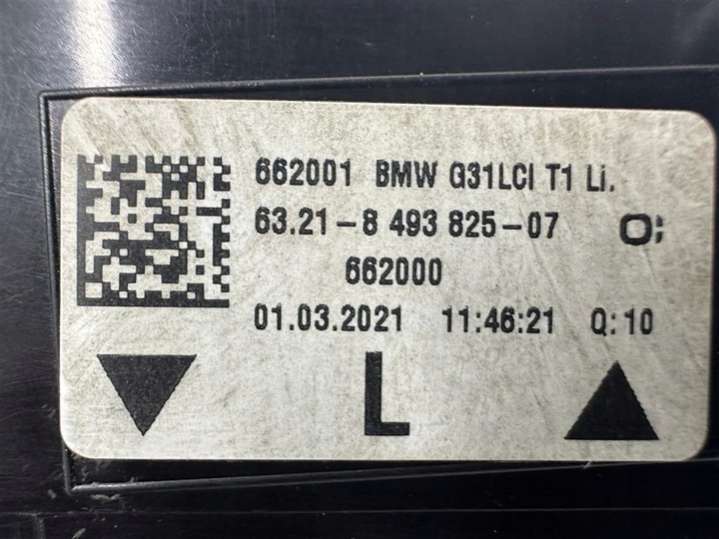 662001 BMW G31LCI T1 Li.
63.21-8 493 825-07
662000
01.03.2021 11:46:21 Q:10
L